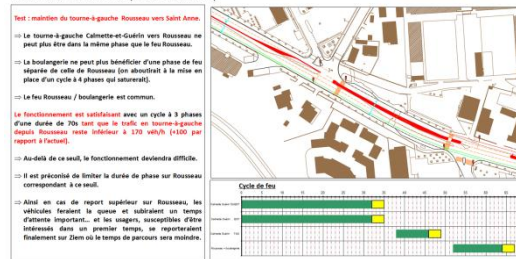 Test : maintien du tourne-à-gauche Rousseau vers Saint Anne.
⇒ Le tourne-à-gauche Calmette-et-Guérin vers Rousseau ne
peut plus être dans la même phase que le feu Rousseau.
⇒ La boulangerie ne peut plus bénéficier d'une phase de feu
séparée de celle de Rousseau (on aboutirait à la mise en
place d'un cycle à 4 phases qui saturerait).
⇒ Le feu Rousseau / boulangerie est commun.
Le fonctionnement est satisfaisant avec un cycle à 3 phases
d'une durée de 70s tant que le trafic en tourne-à-gauche
depuis Rousseau reste inférieur à 170 véh/h (+100 par
rapport à l'actuel).
⇒ Au-delà de ce seuil, le fonctionnement deviendra difficile.
⇒ Il est préconisé de limiter la durée de phase sur Rousseau
correspondant à ce seuil.
⇒ Ainsi en cas de report supérieur sur Rousseau, les
véhicules feraient la queue et subiraient un temps
d'attente important... et les usagers, susceptibles d'être
intéressés dans un premier temps, se reporteraient
finalement sur Ziem où le temps de parcours sera moindre.
Cycle de feu